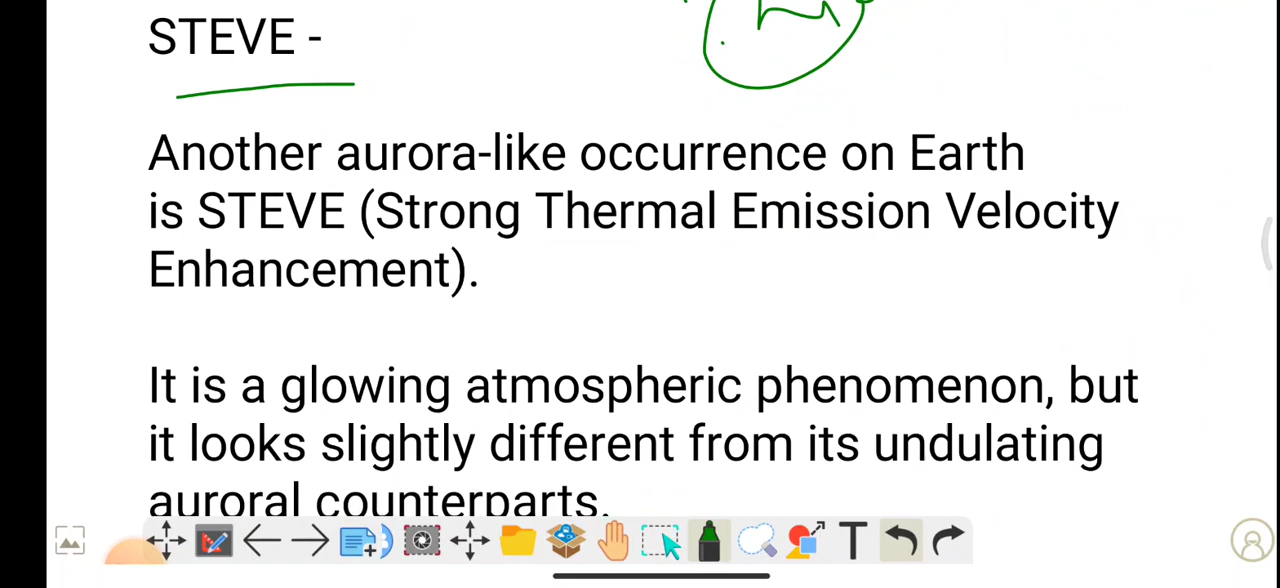 STEVE -
Another aurora-like occurrence on Earth
is STEVE (Strong Thermal Emission Velocity
Enhancement).
It is a glowing atmospheric phenomenon, but
it looks slightly different from its undulating
auroral counterparts.